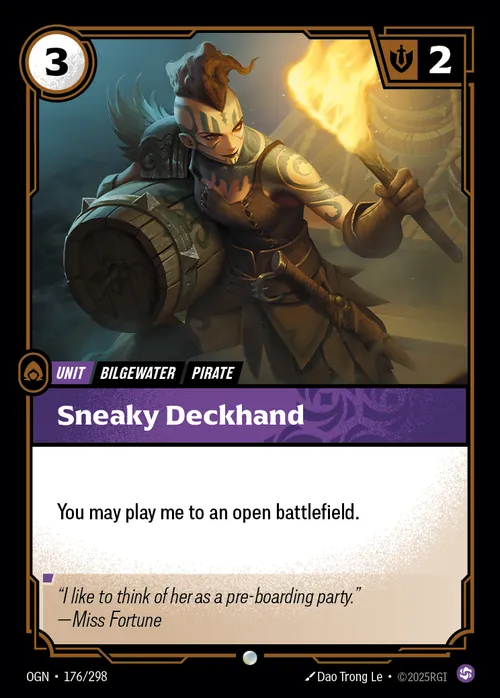 3
2
UNIT BILGEWATER PIRATE
Sneaky Deckhand
You may play me to an open battlefield.
“I like to think of her as a pre-boarding party.”
—Miss Fortune
OGN • 176/298 Dao Trong Le • ©2025RGI